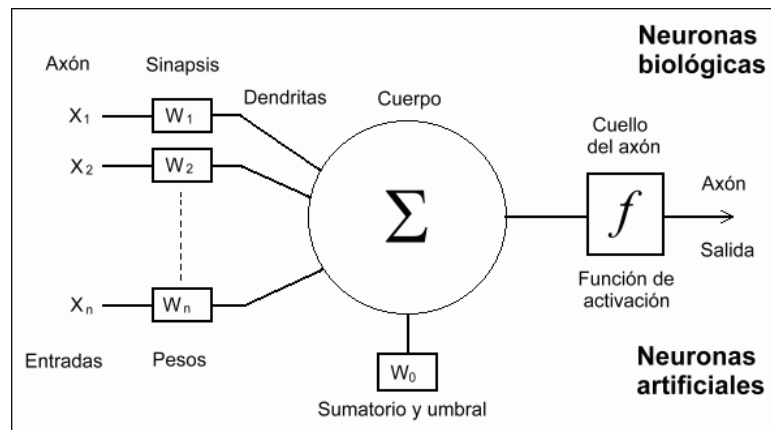 Neuronas
biológicas
Axón
Sinapsis
Dendritas
Cuerpo
Cuello
del axón
X1
W1
X2
W2
Σ
f
Axón
Salida
Xn
Wn
Función de
activación
Entradas
Pesos
W0
Sumatorio y umbral
Neuronas
artificiales